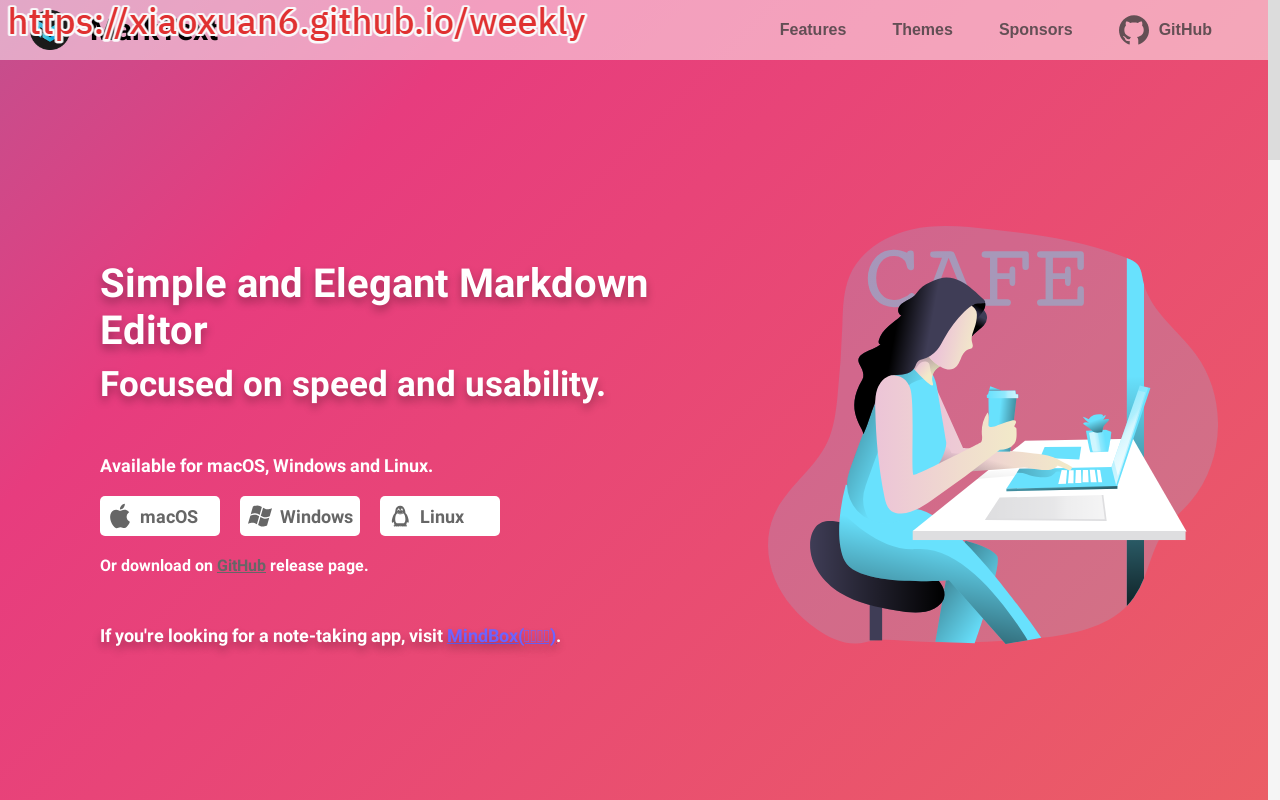 https://xiaoxuan6.github.io/weekly
MarkText
Features
Themes
Sponsors
GitHub
CAFE
Simple and Elegant Markdown
Editor
Focused on speed and usability.
Available for macOS, Windows and Linux.
macOS
Windows
Linux
Or download on GitHub release page.
If you're looking for a note-taking app, visit MindBox().